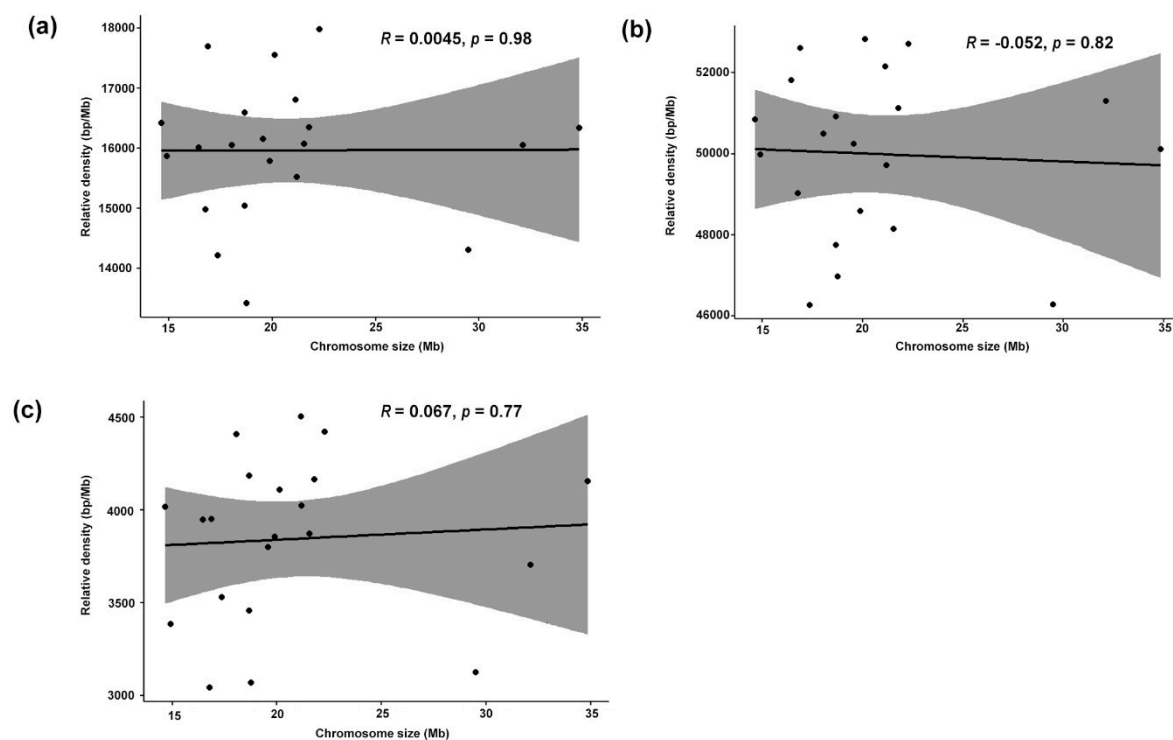 (a)
R = 0.0045, p = 0.98
18000
17000
16000
15000
14000
Relative density (bp/Mb)
15 20 25 30 35
Chromosome size (Mb)
(b)
R = -0.052, p = 0.82
52000
50000
48000
46000
Relative density (bp/Mb)
15 20 25 30 35
Chromosome size (Mb)
(c)
R = 0.067, p = 0.77
4500
4000
3500
3000
Relative density (bp/Mb)
15 20 25 30 35
Chromosome size (Mb)